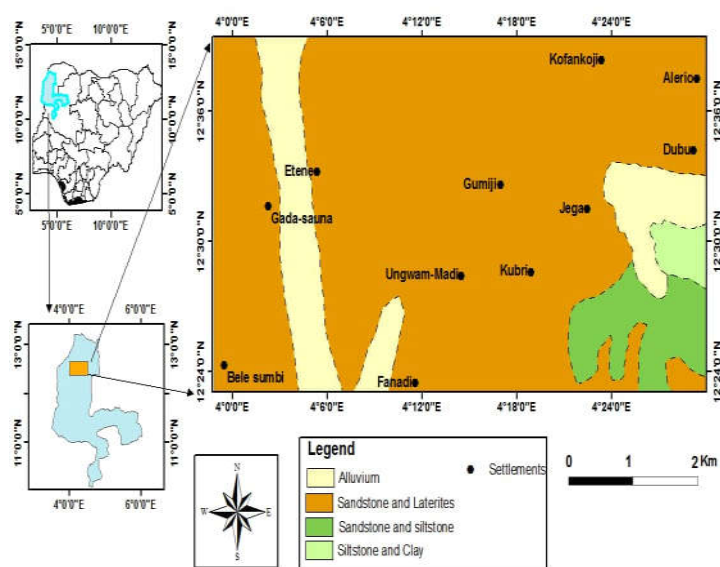 5°0'0"E 10°0'0"E
15°0'0"N
10°0'0"N
5°0'0"N
15°0'0"N
10°0'0"N
5°0'0"N
5°0'0"E 10°0'0"E
4°0'0"E 4°6'0"E 4°12'0"E 4°18'0"E 4°24'0"E
12°36'0"N
12°30'0"N
12°24'0"N
Kofankoji
Alerio
Dubu
Etene
Gumiji
Gada-sauna
Jega
Ungwam-Madi
Kubri
Bele sumbi
Fanadi
12°36'0"N
12°30'0"N
12°24'0"N
4°0'0"E 4°6'0"E 4°12'0"E 4°18'0"E 4°24'0"E
4°0'0"E 6°0'0"E
13°0'0"N
11°0'0"N
13°0'0"N
11°0'0"N
4°0'0"E 6°0'0"E
N
W E
S
Legend
Alluvium
Sandstone and Laterites
Sandstone and siltstone
Siltstone and Clay
Settlements
0 1 2 Km